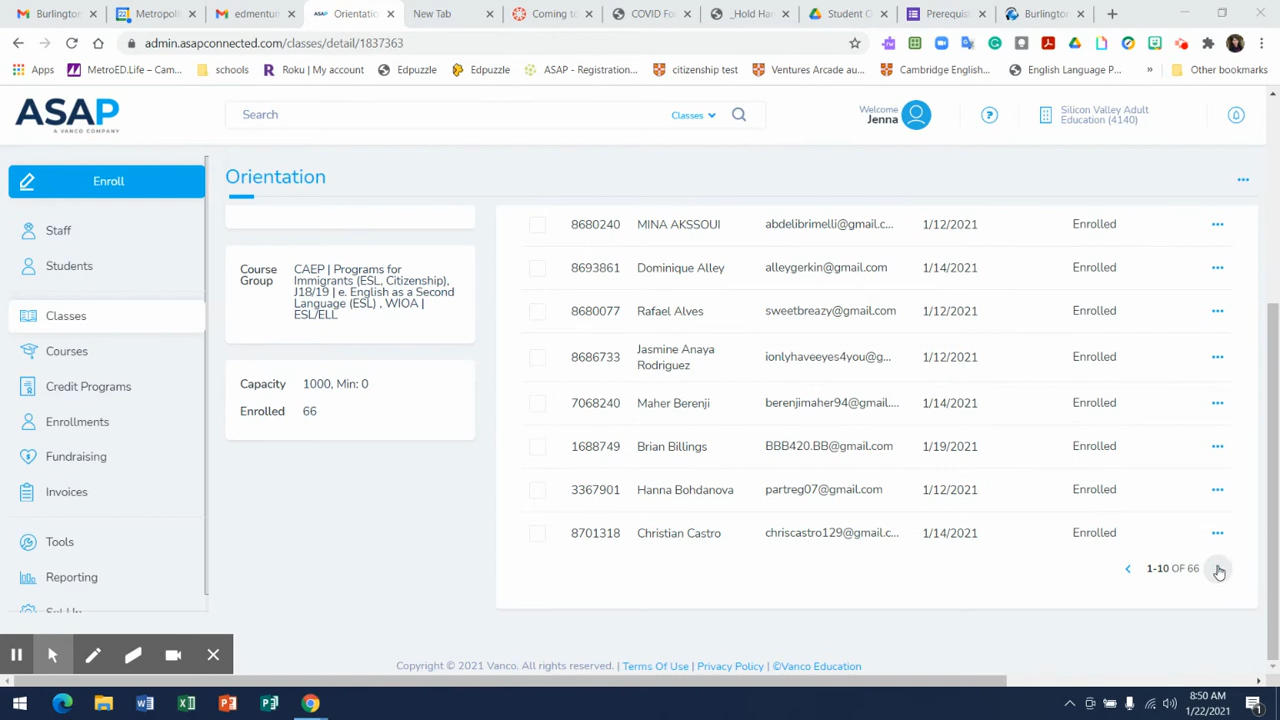 Burlington
Metropoli
edmentun
Orientatio
New Tab
Coming to
COVID For
_Hold Har
Student O
Prerequis
Burlington
admin.asapconnected.com/classes/detail/1837363
Apps
MetroED.Life – Cam...
schools
Roku | My account
Edpuzzle
Edpuzzle
ASAP - Registration...
citizenship test
Ventures Arcade au...
Cambridge English...
English Language P...
»
Other bookmarks
ASAP
A VANCO COMPANY
Search
Classes
Welcome
Jenna
?
Silicon Valley Adult
Education (4140)
Enroll
Staff
Students
Classes
Courses
Credit Programs
Enrollments
Fundraising
Invoices
Tools
Reporting
Set Up
Orientation
Course
Group
CAEP | Programs for
Immigrants (ESL, Citizenship),
J18/19 | e. English as a Second
Language (ESL) , WIOA |
ESL/ELL
Capacity 1000, Min: 0
Enrolled 66
8680240 MINA AKSSOUI abdelibrimelli@gmail.c... 1/12/2021 Enrolled
8693861 Dominique Alley alleygerkin@gmail.com 1/14/2021 Enrolled
8680077 Rafael Alves sweetbreazy@gmail.com 1/12/2021 Enrolled
8686733 Jasmine Anaya Rodriguez ionlyhaveeyes4you@g... 1/12/2021 Enrolled
7068240 Maher Berenji berenjimaher94@gmail.... 1/14/2021 Enrolled
1688749 Brian Billings BBB420.BB@gmail.com 1/19/2021 Enrolled
3367901 Hanna Bohdanova partreg07@gmail.com 1/12/2021 Enrolled
8701318 Christian Castro chriscastro129@gmail.c... 1/14/2021 Enrolled
1-10 OF 66
Copyright © 2021 Vanco. All rights reserved. | Terms Of Use | Privacy Policy | ©Vanco Education
8:50 AM
1/22/2021